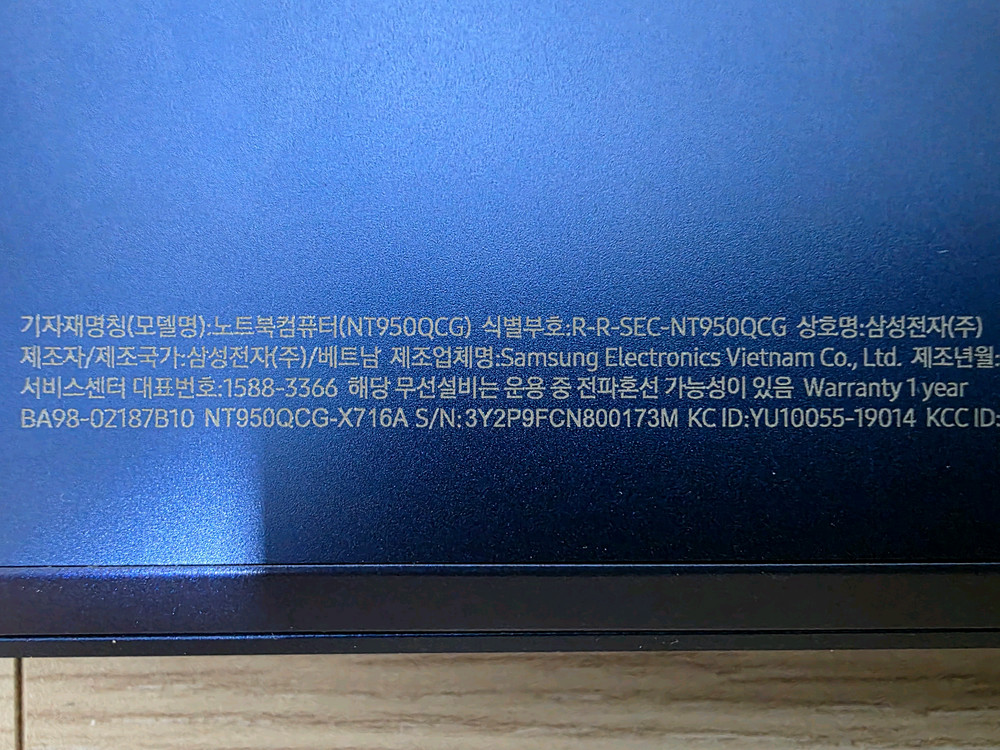 기자재명칭(모델명):노트북컴퓨터(NT950QCG) 식별부호:R-R-SEC-NT950QCG 상호명:삼성전자(주)
제조자/제조국가:삼성전자(주)/베트남 제조업체명:Samsung Electronics Vietnam Co., Ltd. 제조년월:
서비스센터 대표번호:1588-3366 해당 무선설비는 운용 중 전파혼선 가능성이 있음 Warranty 1 year
BA98-02187B10 NT950QCG-X716A S/N:3Y2P9FCN800173M KC ID:YU10055-19014 KCC ID: